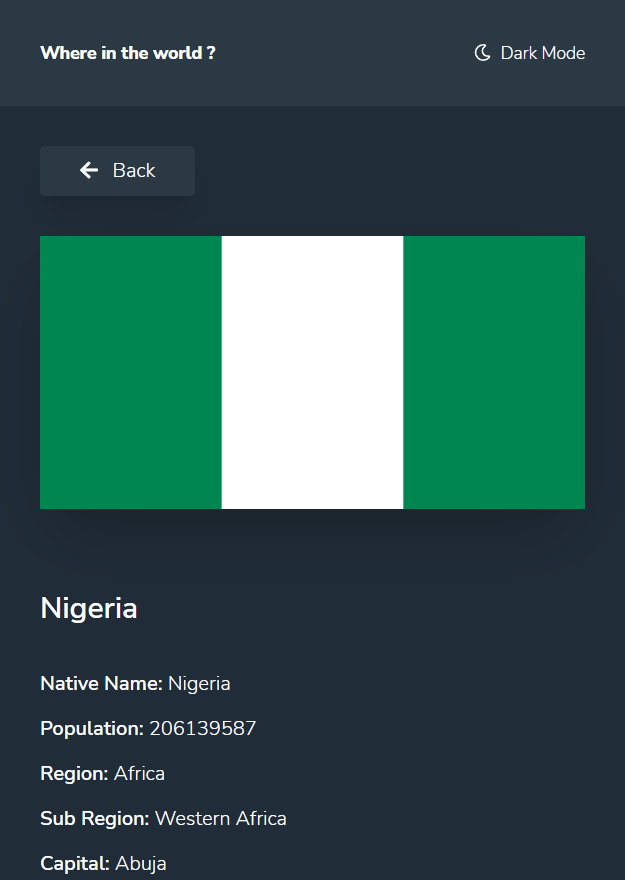 Where in the world ?
Dark Mode
Back
Nigeria
Native Name: Nigeria
Population: 206139587
Region: Africa
Sub Region: Western Africa
Capital: Abuja